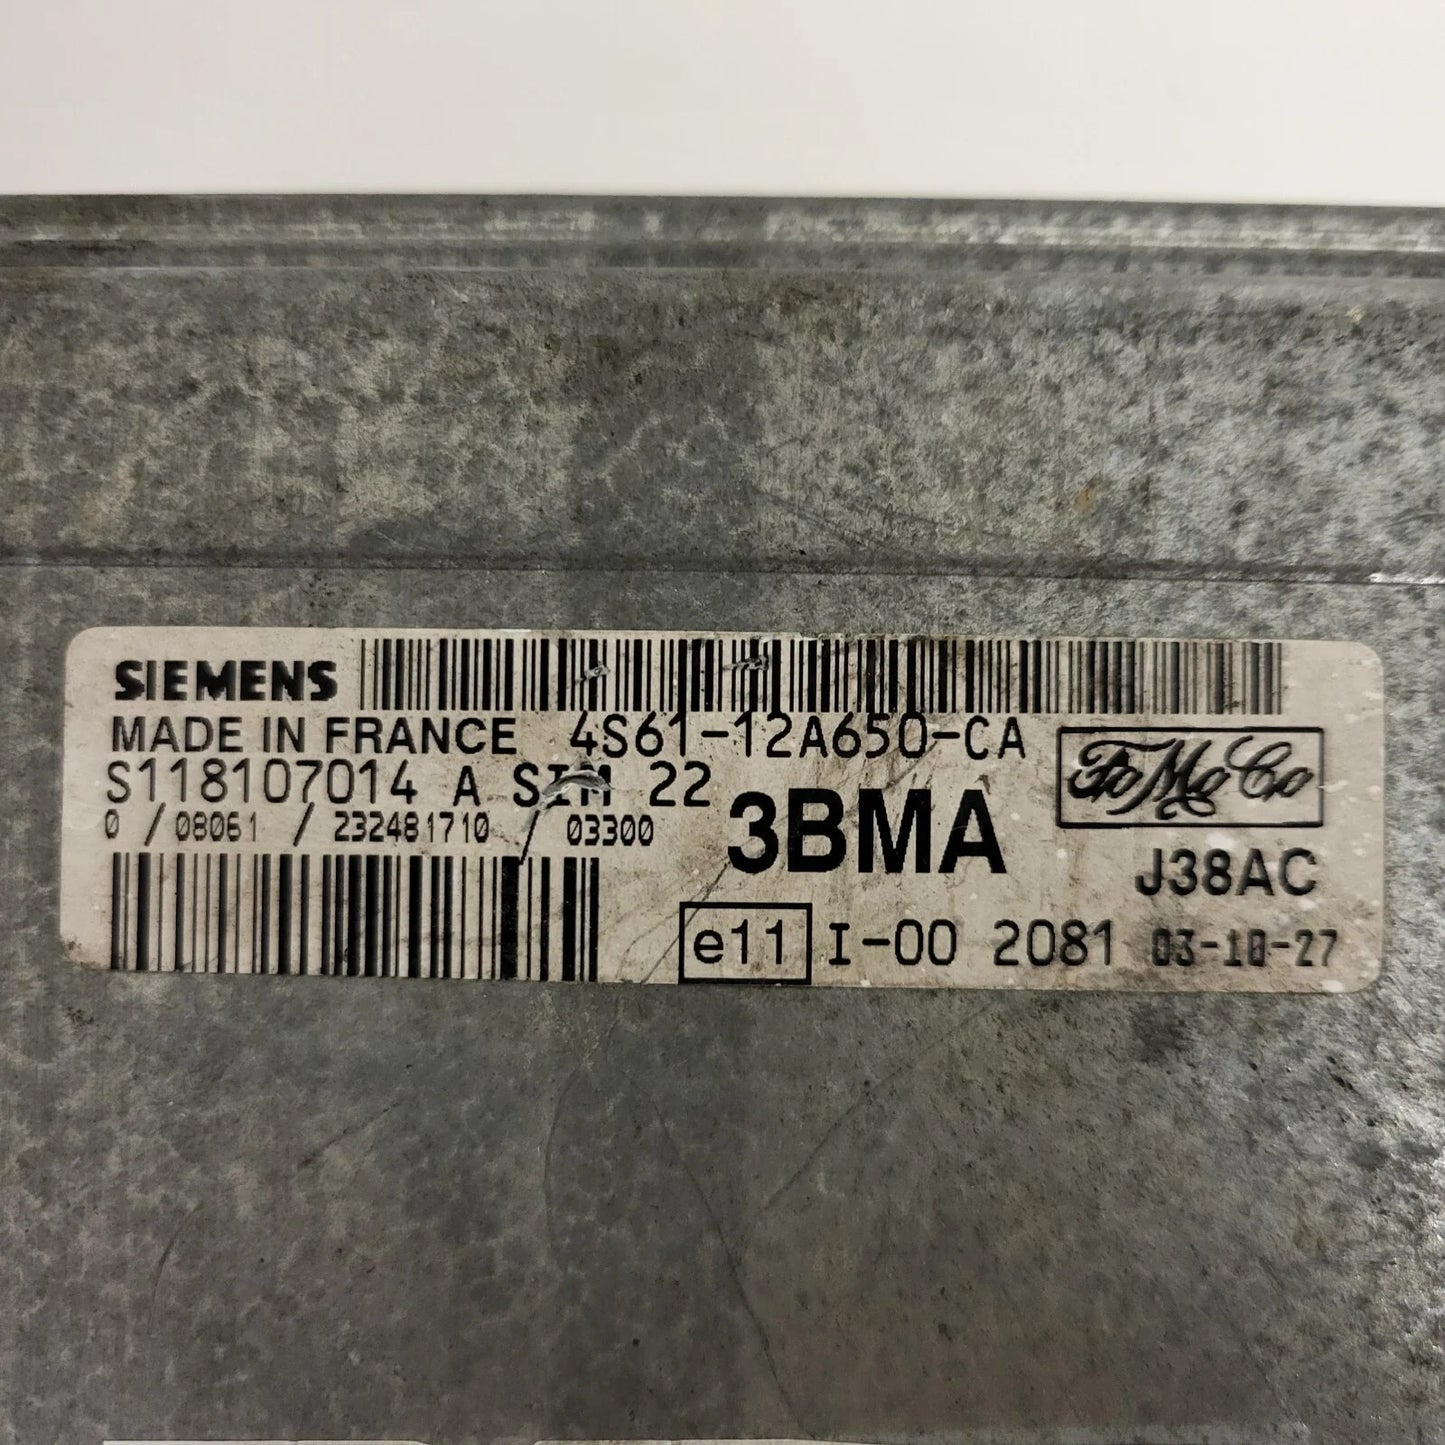 SIEMENS
MADE IN FRANCE 4S61-12A650-CA
S118107014 A SIM 22
0 / 08061 / 232481710 / 03300
3BMA
FoMoCo
J38AC
e11 I-00 2081 03-10-27